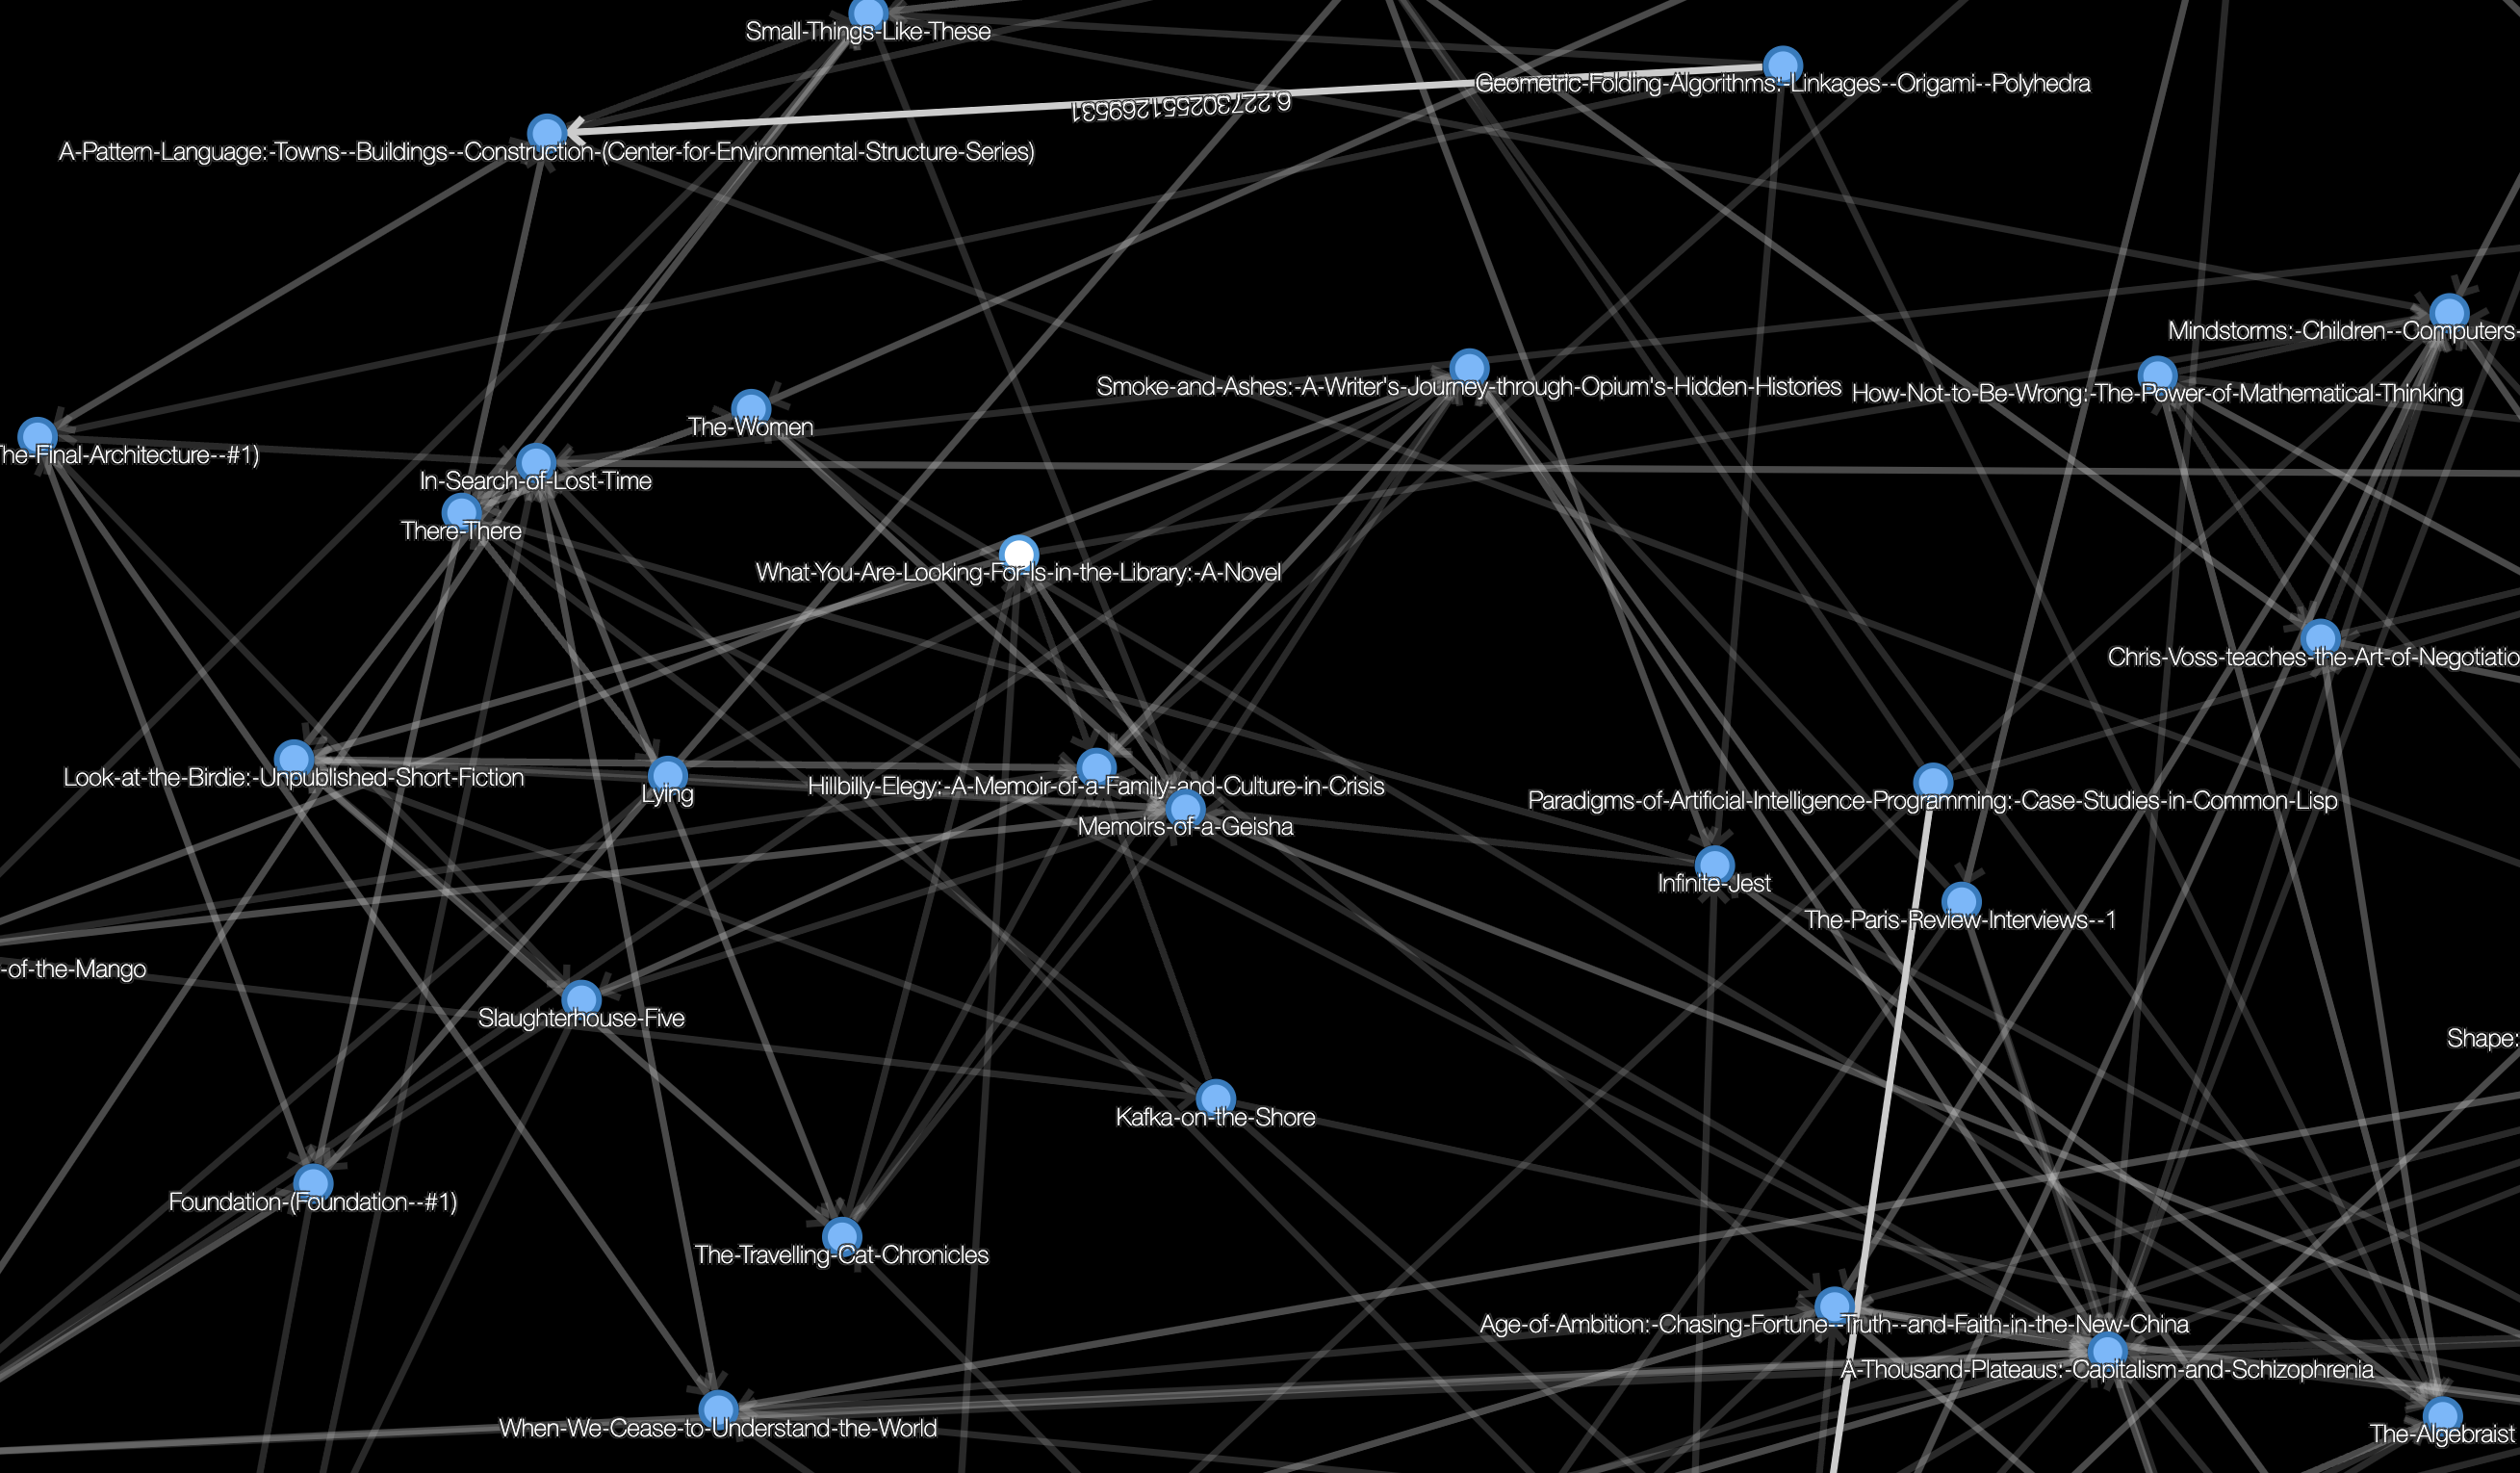 Small-Things-Like-These
Geometric-Folding-Algorithms:-Linkages--Origami--Polyhedra
6.227302551269531
A-Pattern-Language:-Towns--Buildings--Construction-(Center-for-Environmental-Structure-Series)
Mindstorms:-Children--Computers-
Smoke-and-Ashes:-A-Writer's-Journey-through-Opium's-Hidden-Histories
How-Not-to-Be-Wrong:-The-Power-of-Mathematical-Thinking
The-Women
The-Final-Architecture--#1)
In-Search-of-Lost-Time
There-There
What-You-Are-Looking-For-Is-in-the-Library:-A-Novel
Chris-Voss-teaches-the-Art-of-Negotiatio
Look-at-the-Birdie:-Unpublished-Short-Fiction
Lying
Hillbilly-Elegy:-A-Memoir-of-a-Family-and-Culture-in-Crisis
Paradigms-of-Artificial-Intelligence-Programming:-Case-Studies-in-Common-Lisp
Memoirs-of-a-Geisha
Infinite-Jest
The-Paris-Review-Interviews--1
-of-the-Mango
Slaughterhouse-Five
Shape:
Kafka-on-the-Shore
Foundation-(Foundation--#1)
The-Travelling-Cat-Chronicles
Age-of-Ambition:-Chasing-Fortune--Truth--and-Faith-in-the-New-China
A-Thousand-Plateaus:-Capitalism-and-Schizophrenia
When-We-Cease-to-Understand-the-World
The-Algebraist